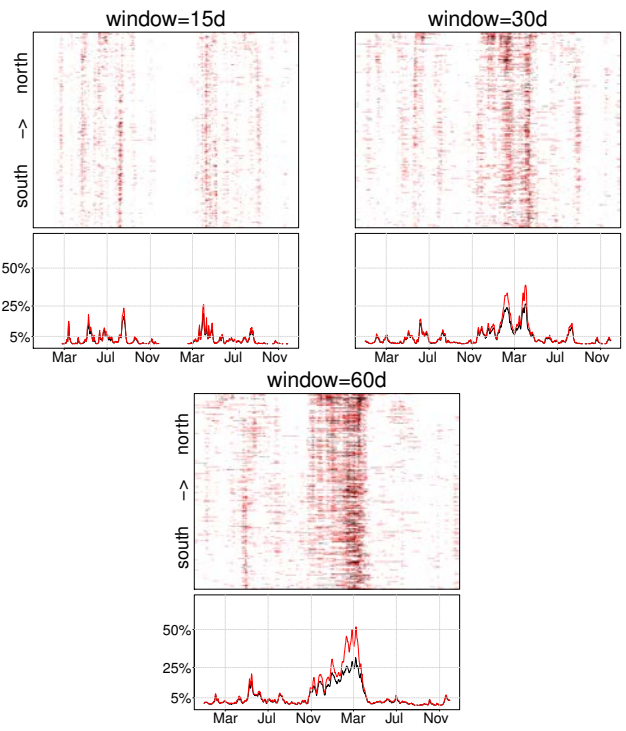 window=15d
window=30d
south --> north
50%
25%
5%
Mar Jul Nov Mar Jul Nov
Mar Jul Nov Mar Jul Nov
window=60d
south --> north
50%
25%
5%
Mar Jul Nov Mar Jul Nov